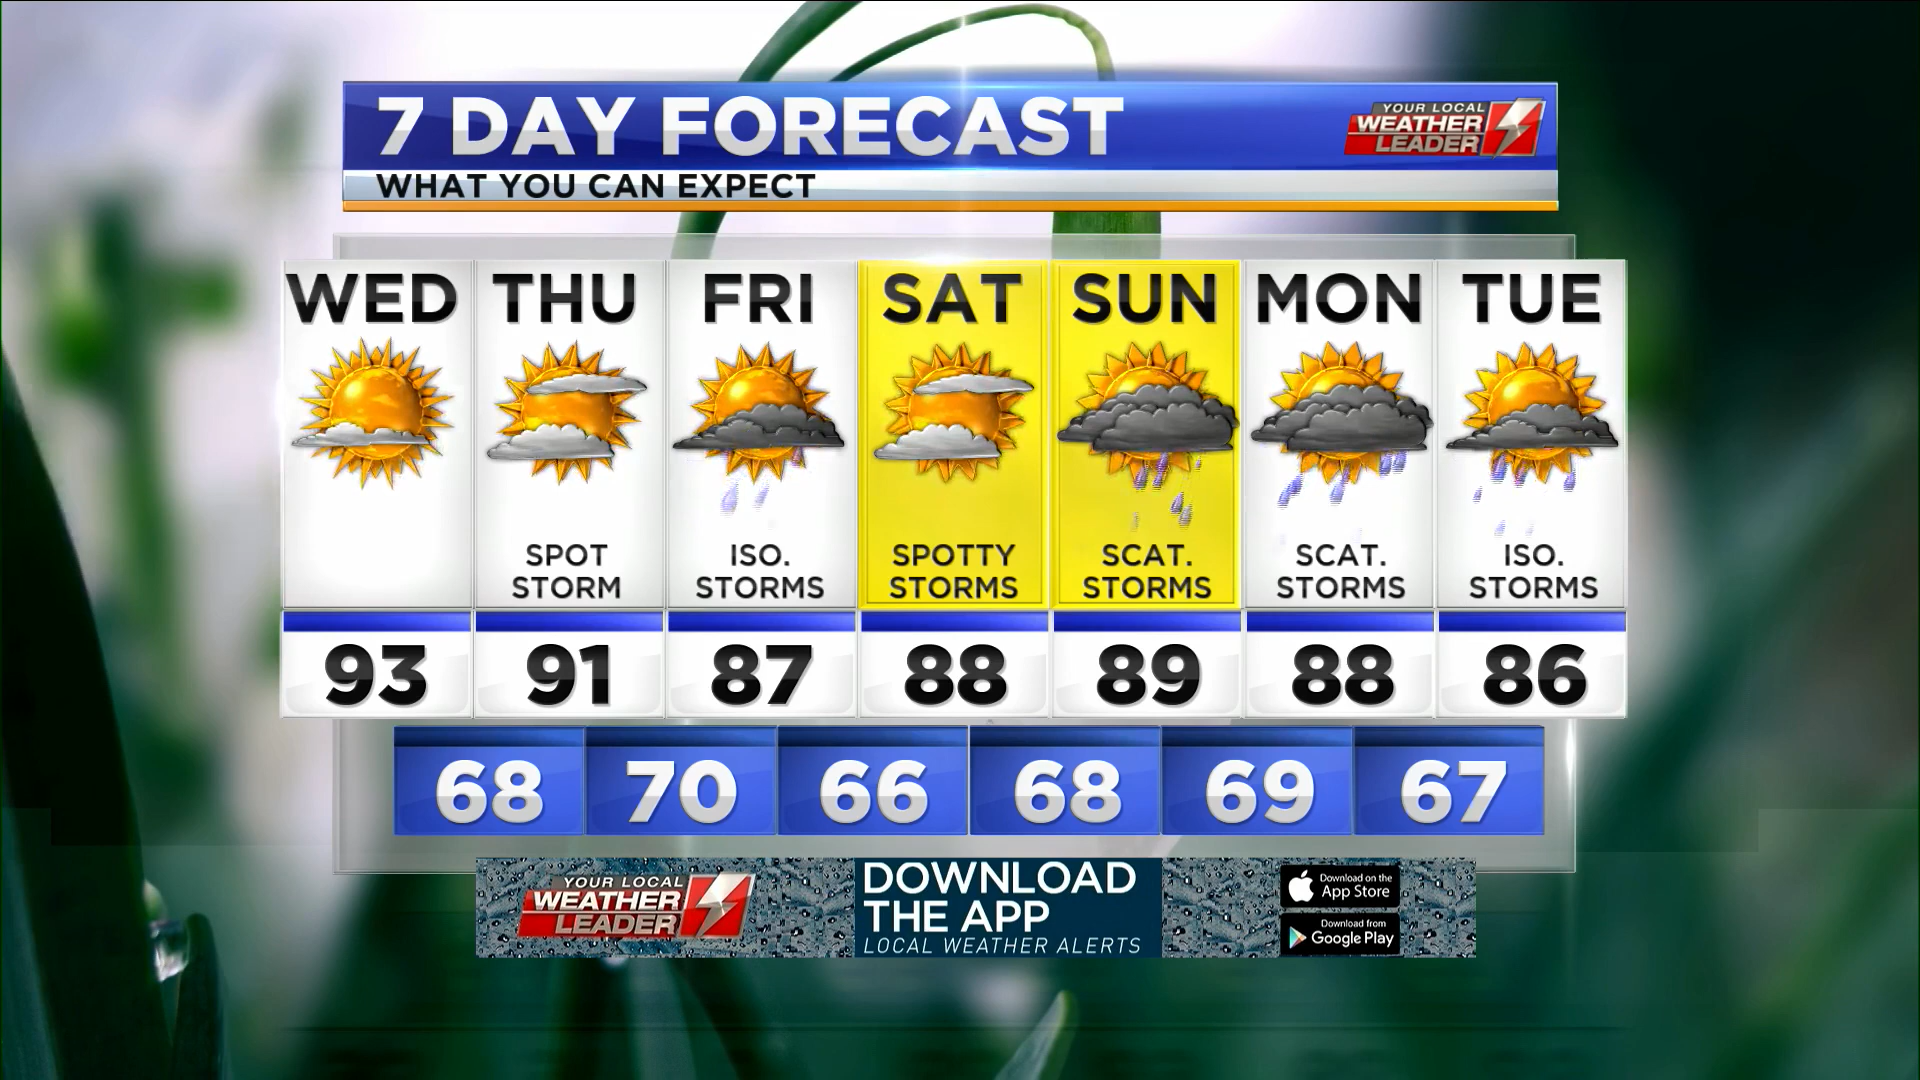 7 DAY FORECAST
YOUR LOCAL
WEATHER
LEADER
WHAT YOU CAN EXPECT
WED THU FRI SAT SUN MON TUE
SPOT ISO. SPOTTY SCAT. SCAT. ISO.
STORM STORMS STORMS STORMS STORMS STORMS
93 91 87 88 89 88 86
68 70 66 68 69 67
YOUR LOCAL
WEATHER
LEADER
DOWNLOAD
THE APP
LOCAL WEATHER ALERTS
Download on the
App Store
Download from
Google Play